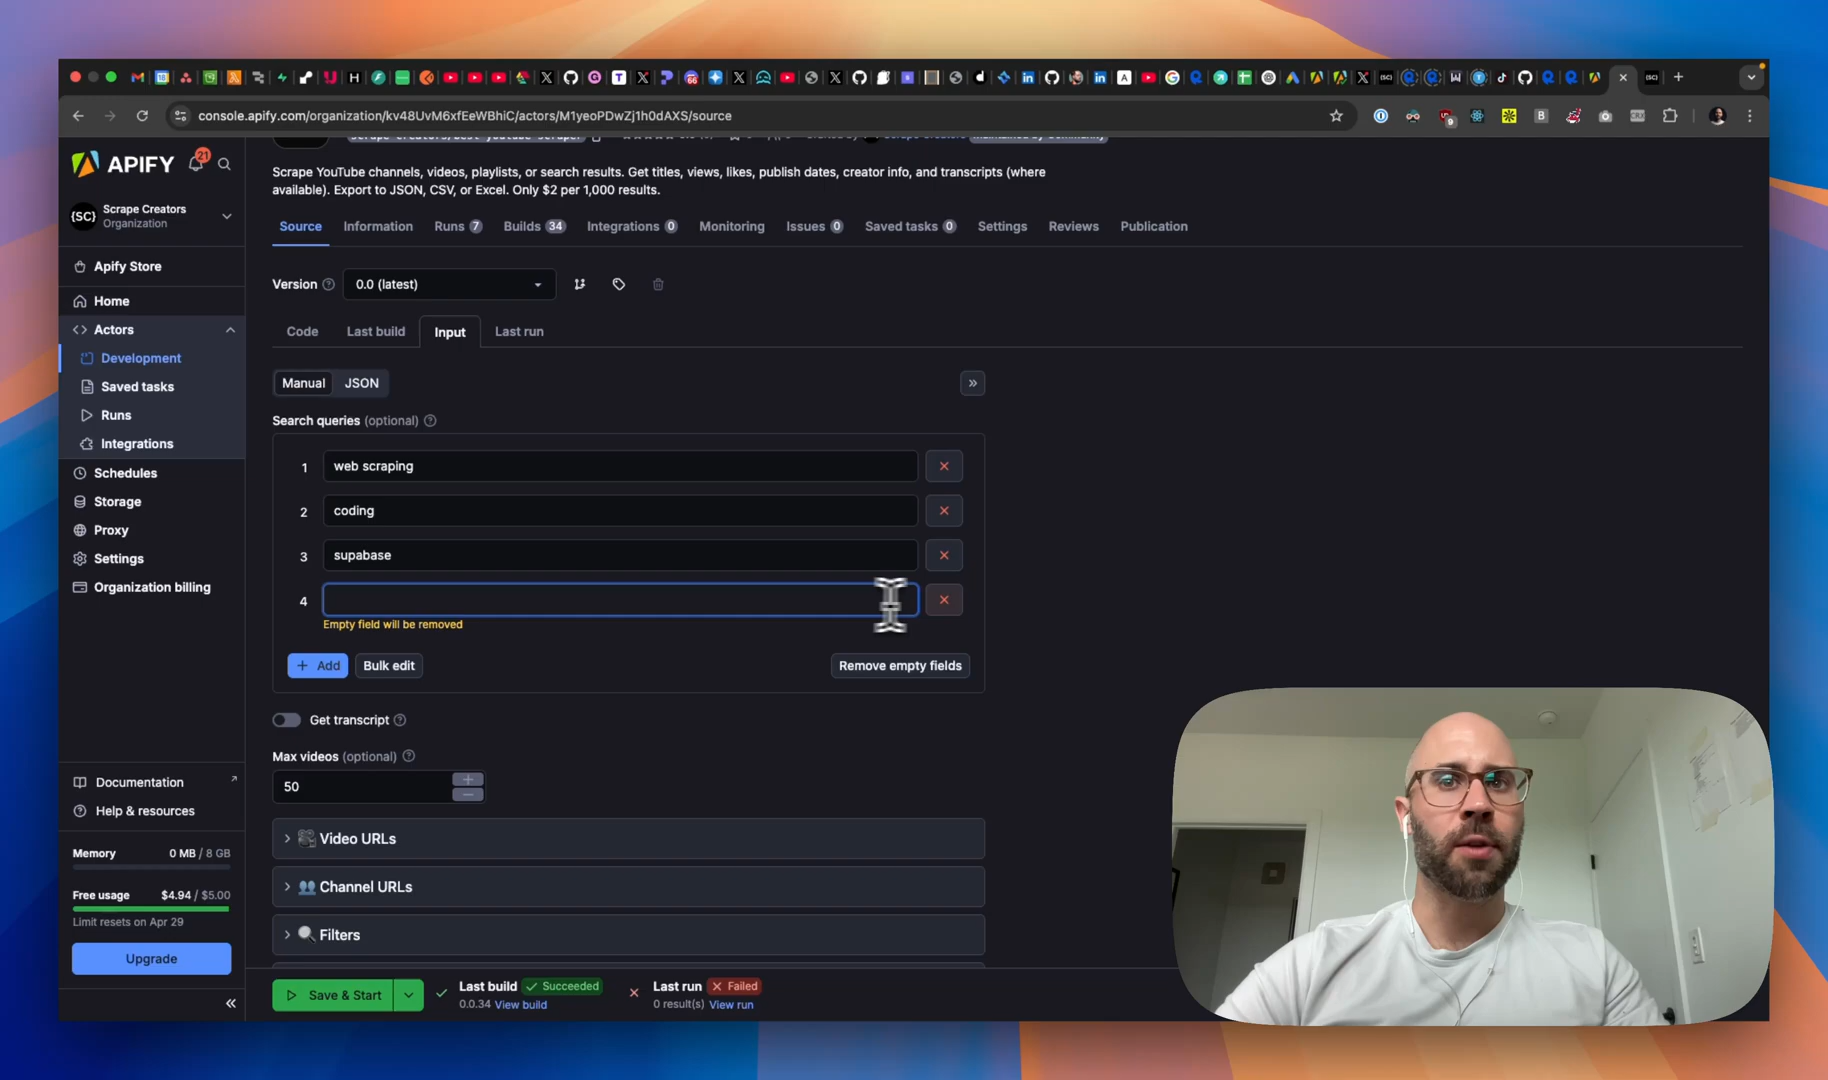 console.apify.com/organization/kv48UvM6xfEeWBhiC/actors/M1yeoPDwZj1h0dAXS/source
APIFY
21
Scrape Creators
Organization
Apify Store
Home
Actors
Development
Saved tasks
Runs
Integrations
Schedules
Storage
Proxy
Settings
Organization billing
Documentation
Help & resources
Memory 0 MB / 8 GB
Free usage $4.94 / $5.00
Limit resets on Apr 29
Upgrade
Scrape YouTube channels, videos, playlists, or search results. Get titles, views, likes, publish dates, creator info, and transcripts (where
available). Export to JSON, CSV, or Excel. Only $2 per 1,000 results.
Source Information Runs 7 Builds 34 Integrations 0 Monitoring Issues 0 Saved tasks 0 Settings Reviews Publication
Version 0.0 (latest)
Code Last build Input Last run
Manual JSON
Search queries (optional)
1 web scraping
2 coding
3 supabase
4
Empty field will be removed
+ Add Bulk edit Remove empty fields
Get transcript
Max videos (optional)
50
Video URLs
Channel URLs
Filters
Save & Start
Last build Succeeded
0.0.34 View build
Last run Failed
0 result(s) View run